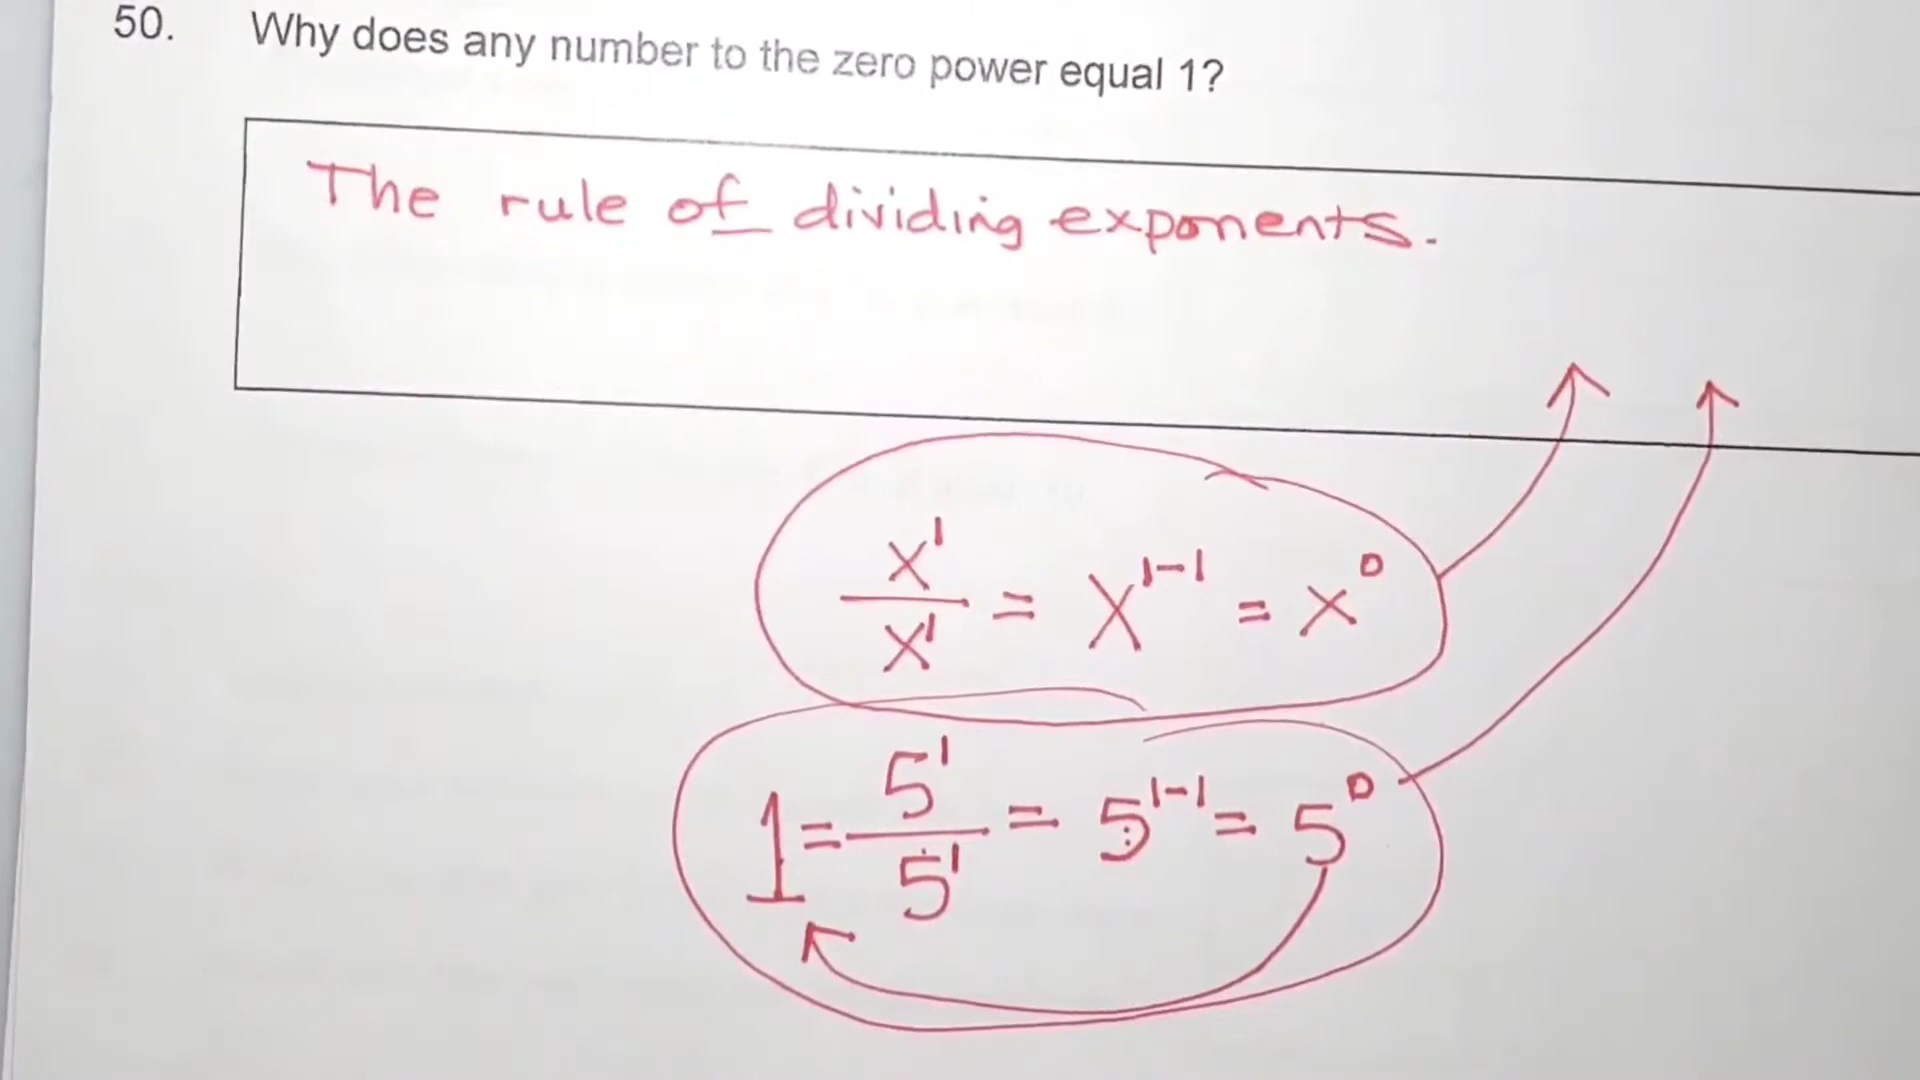 50. Why does any number to the zero power equal 1?
The rule of dividing exponents.
x¹/x¹ = x¹⁻¹ = x⁰
1 = 5¹/5¹ = 5¹⁻¹ = 5⁰